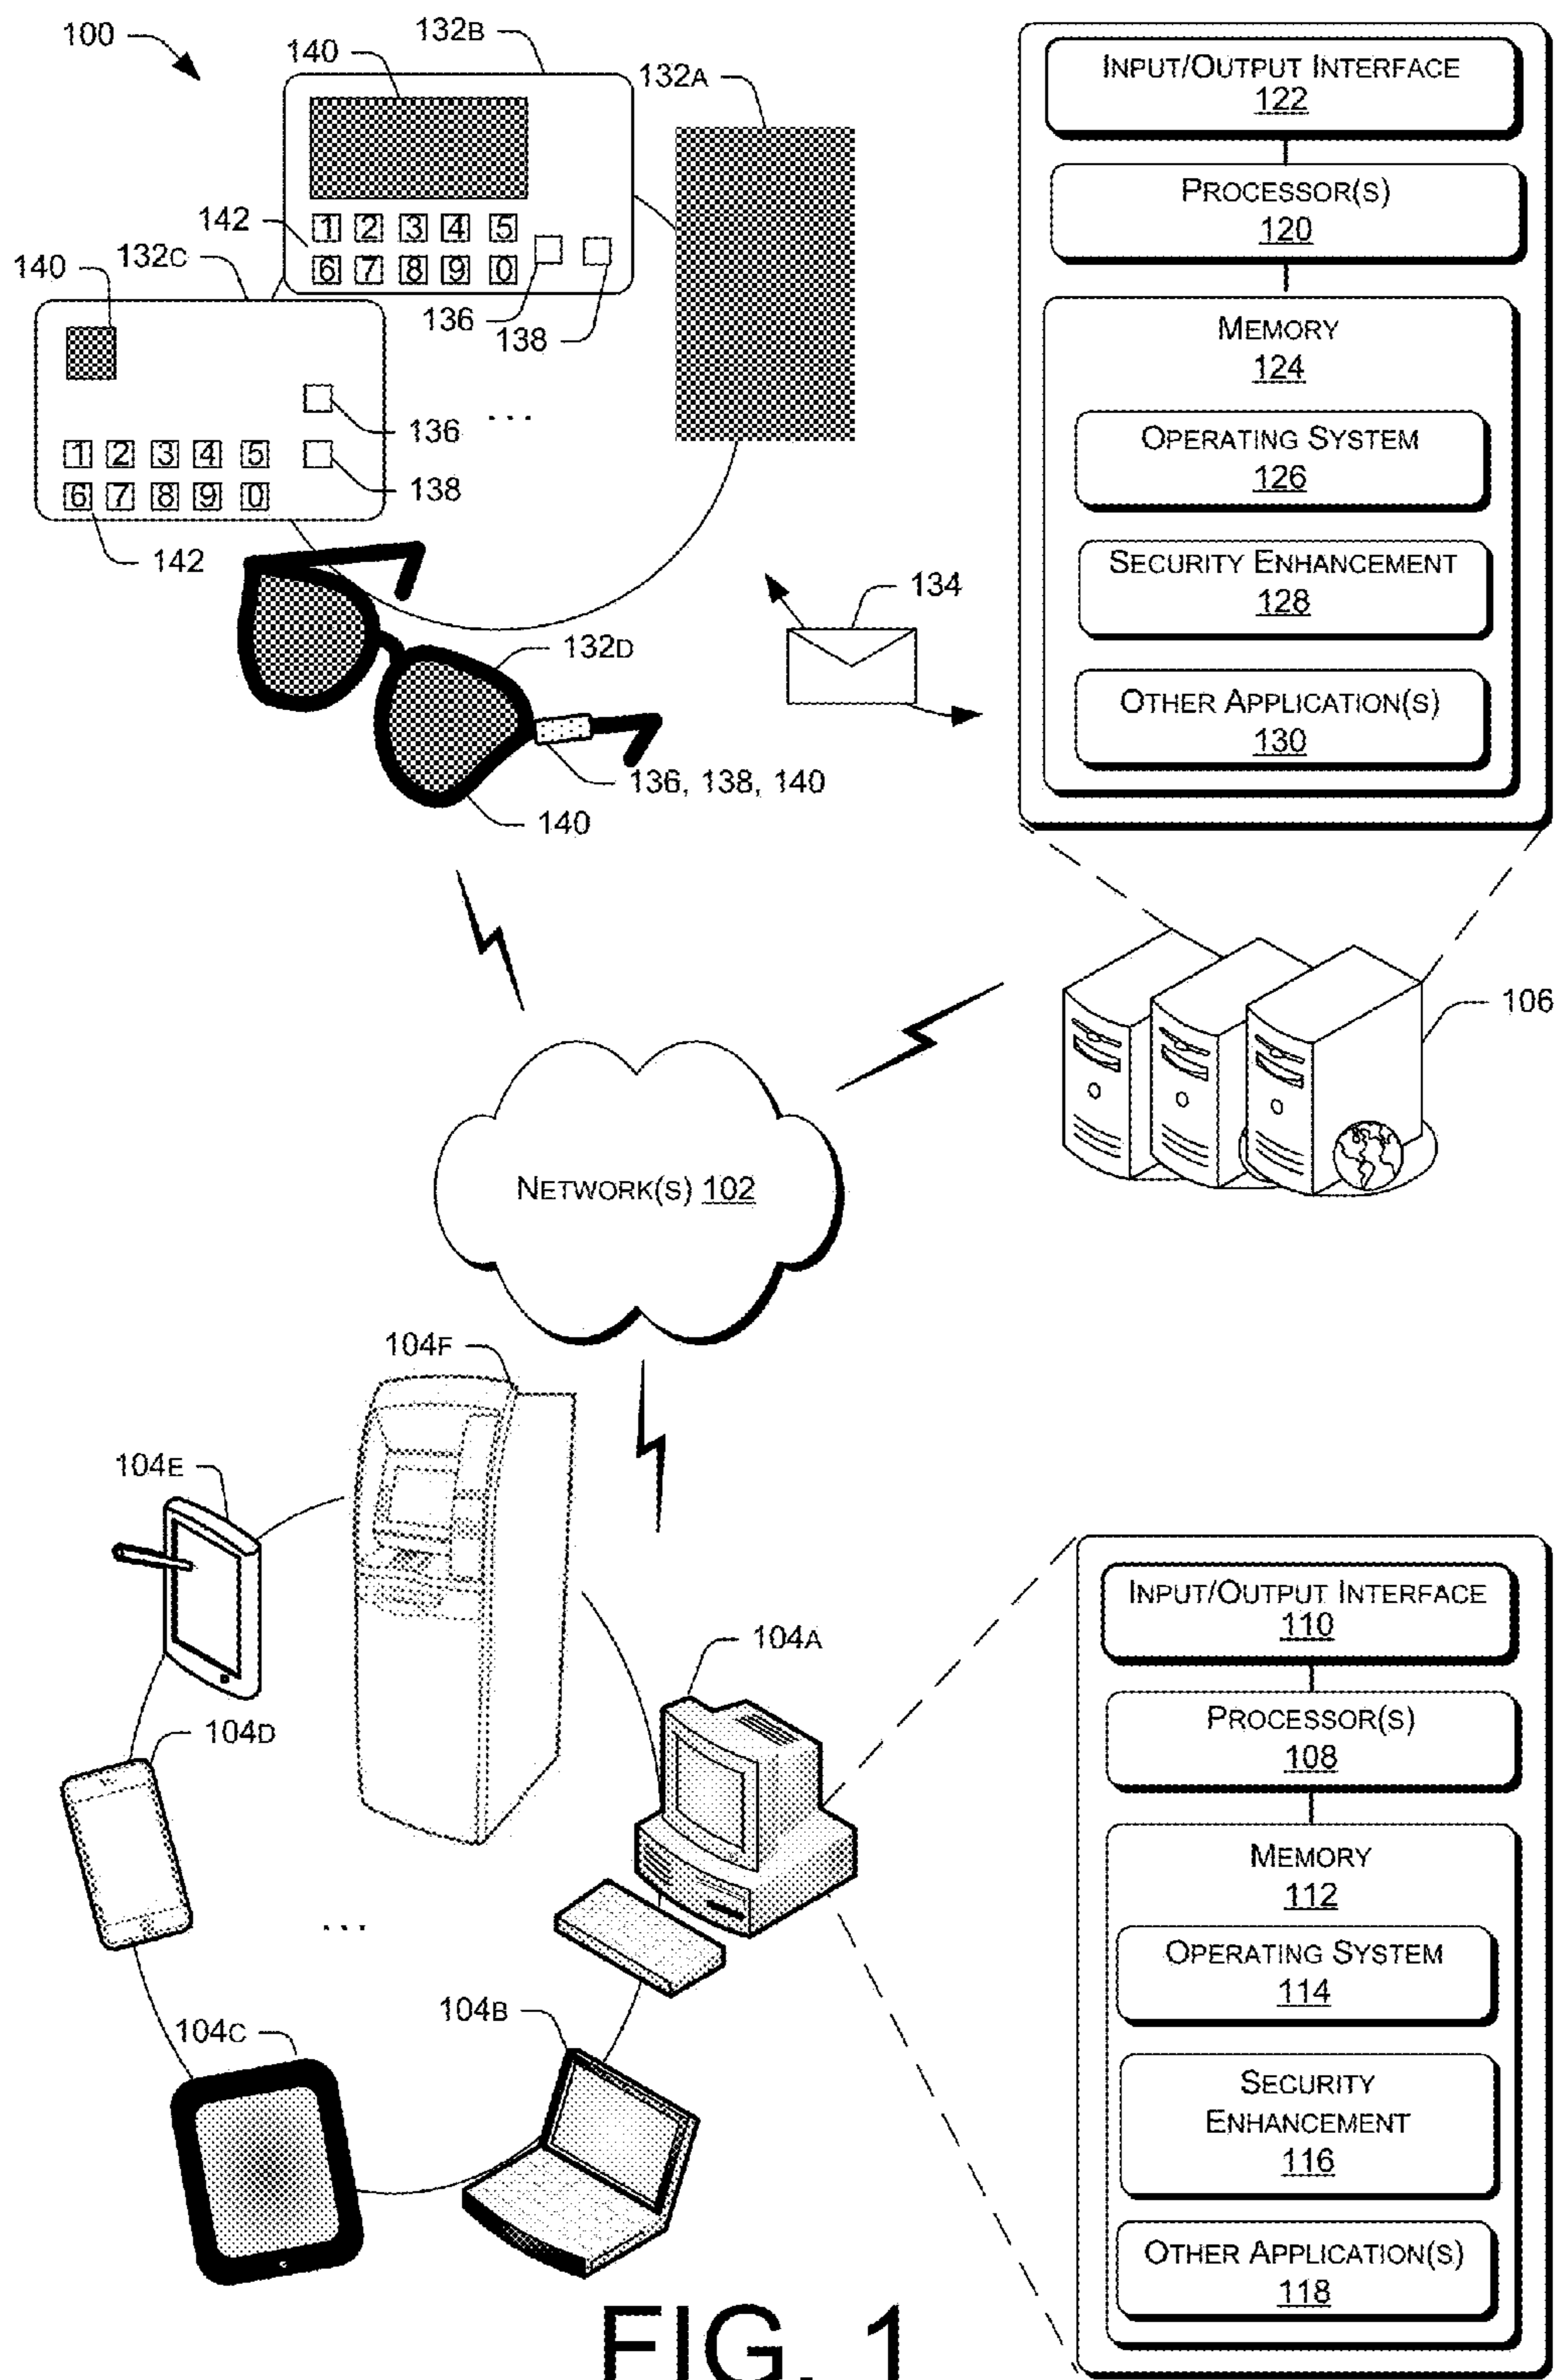 100
140
132B
132A
142
1 2 3 4 5
6 7 8 9 0
136
138
140
132C
136
138
1 2 3 4 5
6 7 8 9 0
142
132D
136, 138, 140
140
134
INPUT/OUTPUT INTERFACE
122
PROCESSOR(S)
120
MEMORY
124
OPERATING SYSTEM
126
SECURITY ENHANCEMENT
128
OTHER APPLICATION(S)
130
106
NETWORK(S) 102
104F
104E
104A
104D
104B
104C
INPUT/OUTPUT INTERFACE
110
PROCESSOR(S)
108
MEMORY
112
OPERATING SYSTEM
114
SECURITY
ENHANCEMENT
116
OTHER APPLICATION(S)
118
FIG. 1